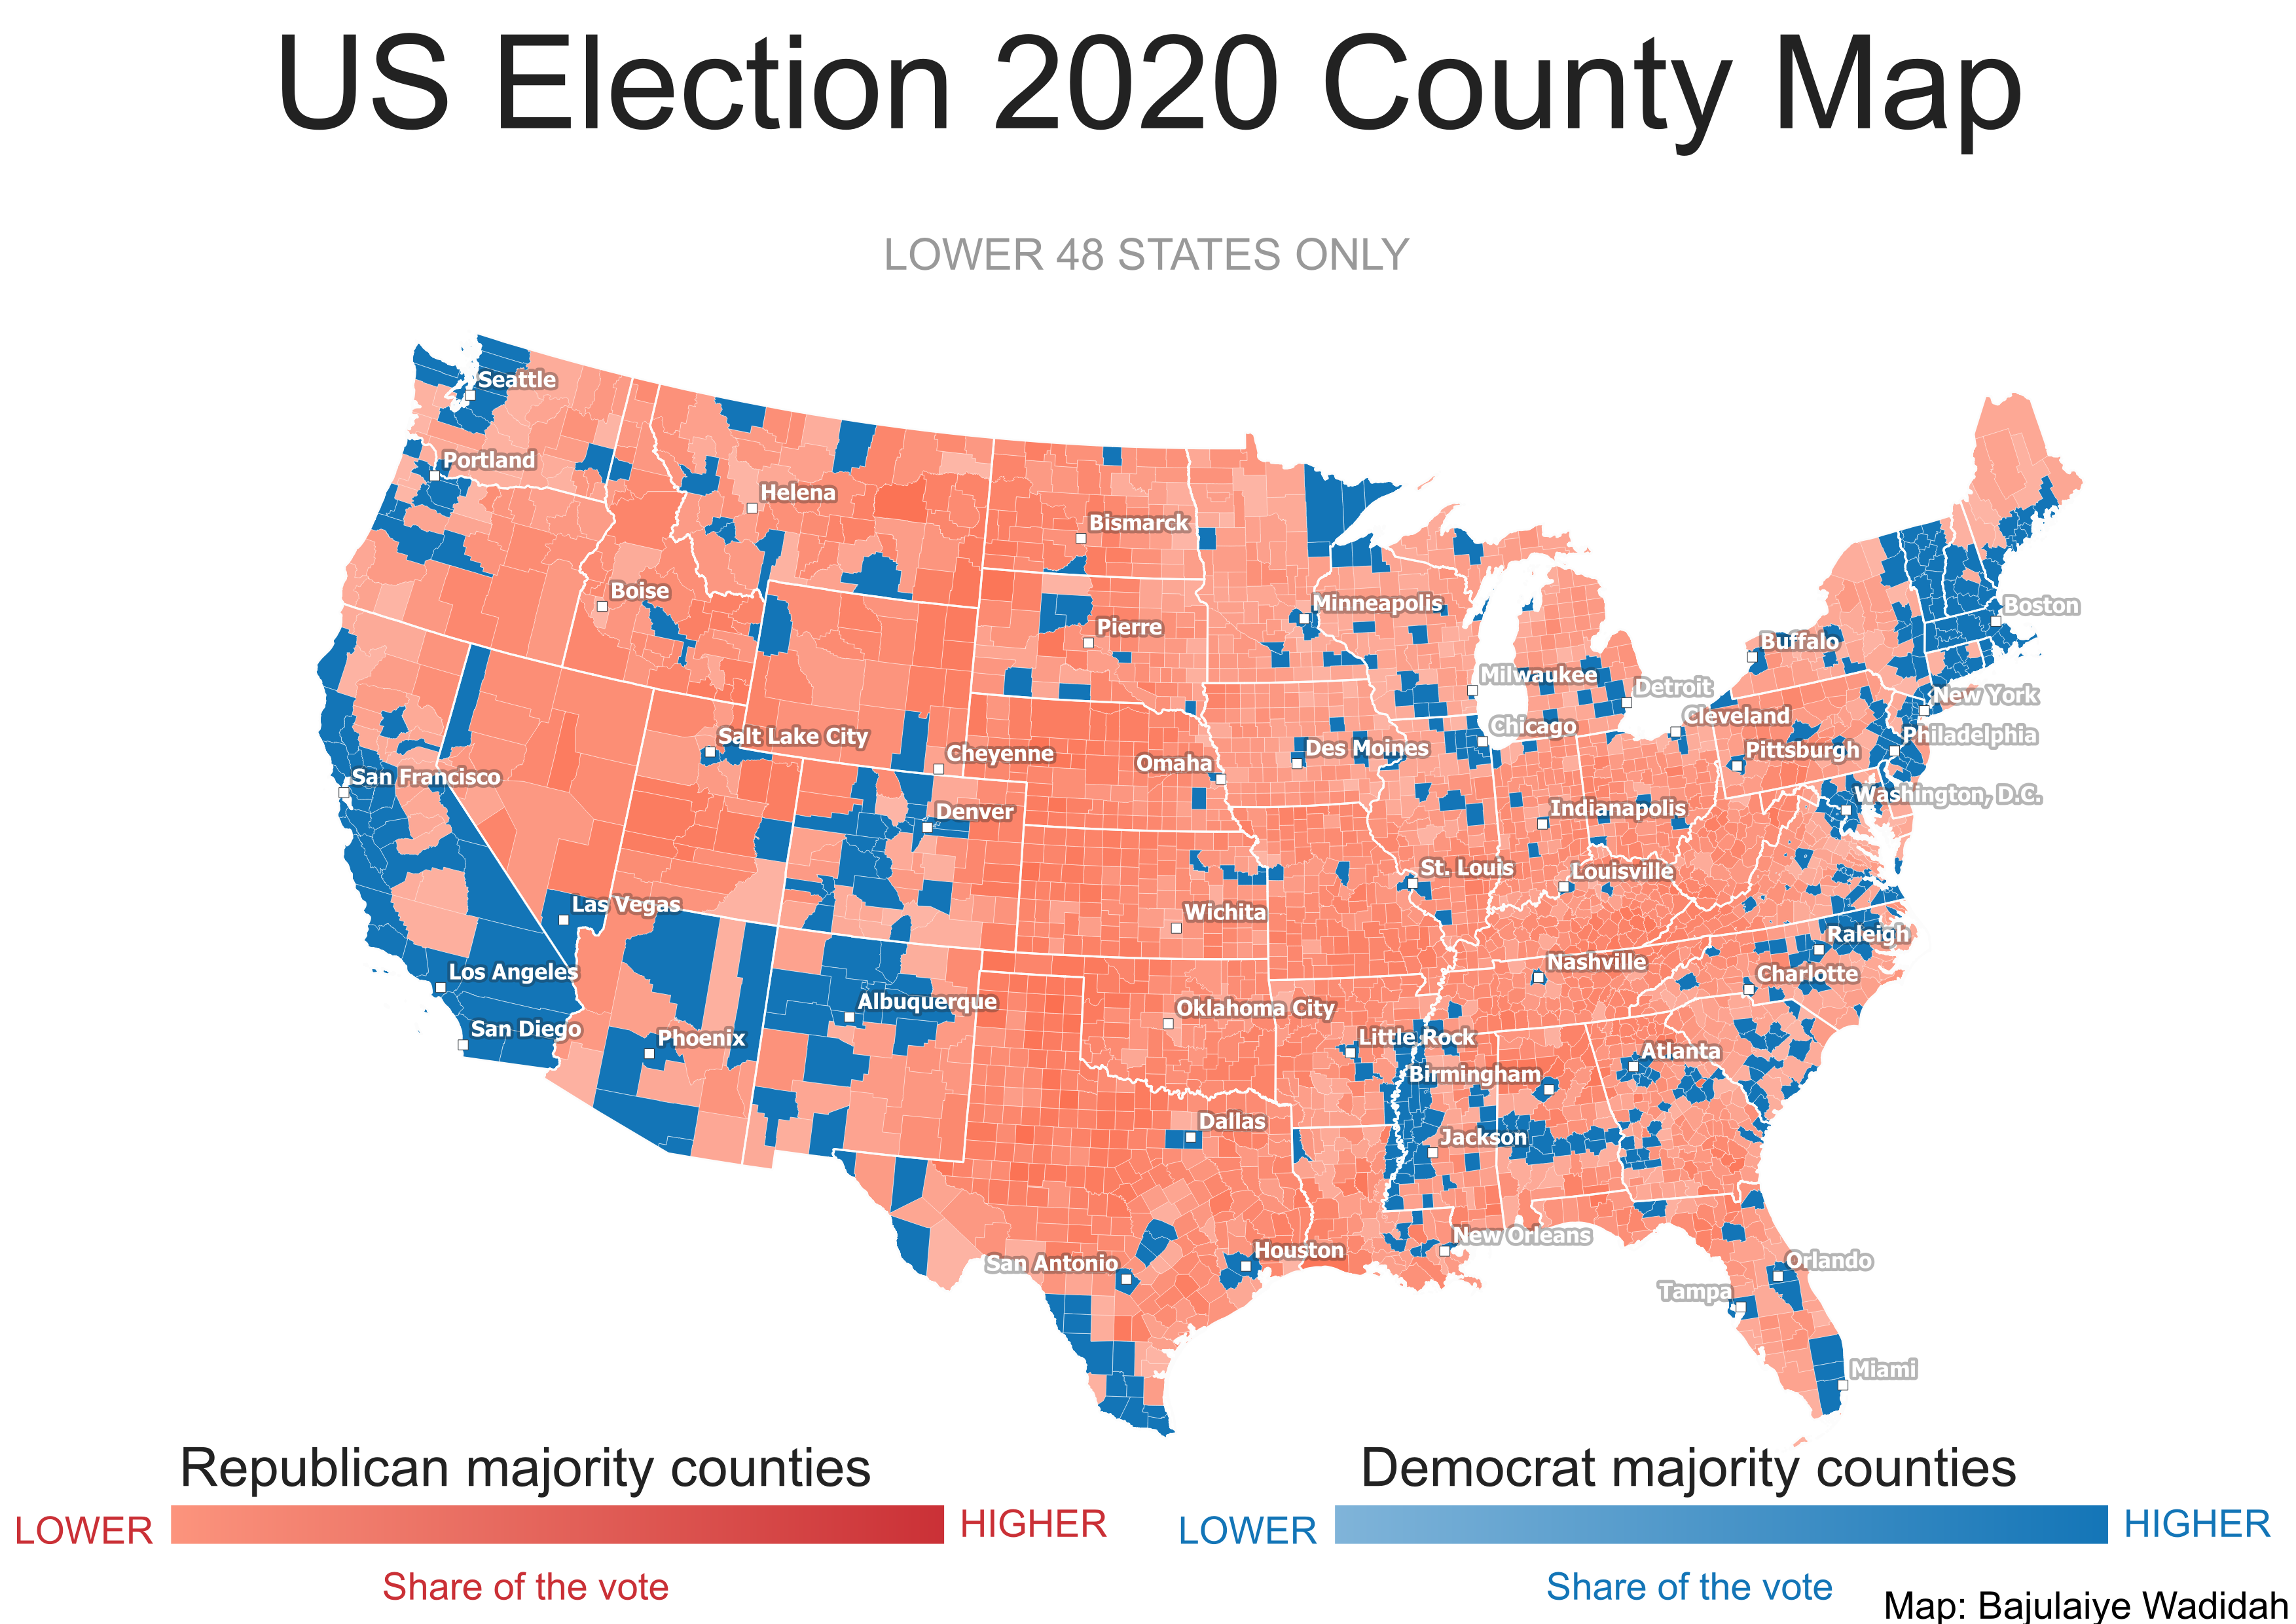 US Election 2020 County Map
LOWER 48 STATES ONLY
Seattle
Portland
Helena
Bismarck
Boise
Minneapolis
Boston
Pierre
Buffalo
Milwaukee
Detroit
New York
Cleveland
Salt Lake City
Chicago
Philadelphia
Cheyenne
Des Moines
Pittsburgh
Omaha
San Francisco
Washington, D.C.
Denver
Indianapolis
St. Louis
Louisville
Las Vegas
Wichita
Raleigh
Nashville
Los Angeles
Charlotte
Albuquerque
Oklahoma City
San Diego
Phoenix
Little Rock
Atlanta
Birmingham
Dallas
Jackson
New Orleans
Houston
San Antonio
Orlando
Tampa
Miami
Republican majority counties
LOWER
HIGHER
Share of the vote
Democrat majority counties
LOWER
HIGHER
Share of the vote
Map: Bajulaiye Wadidah